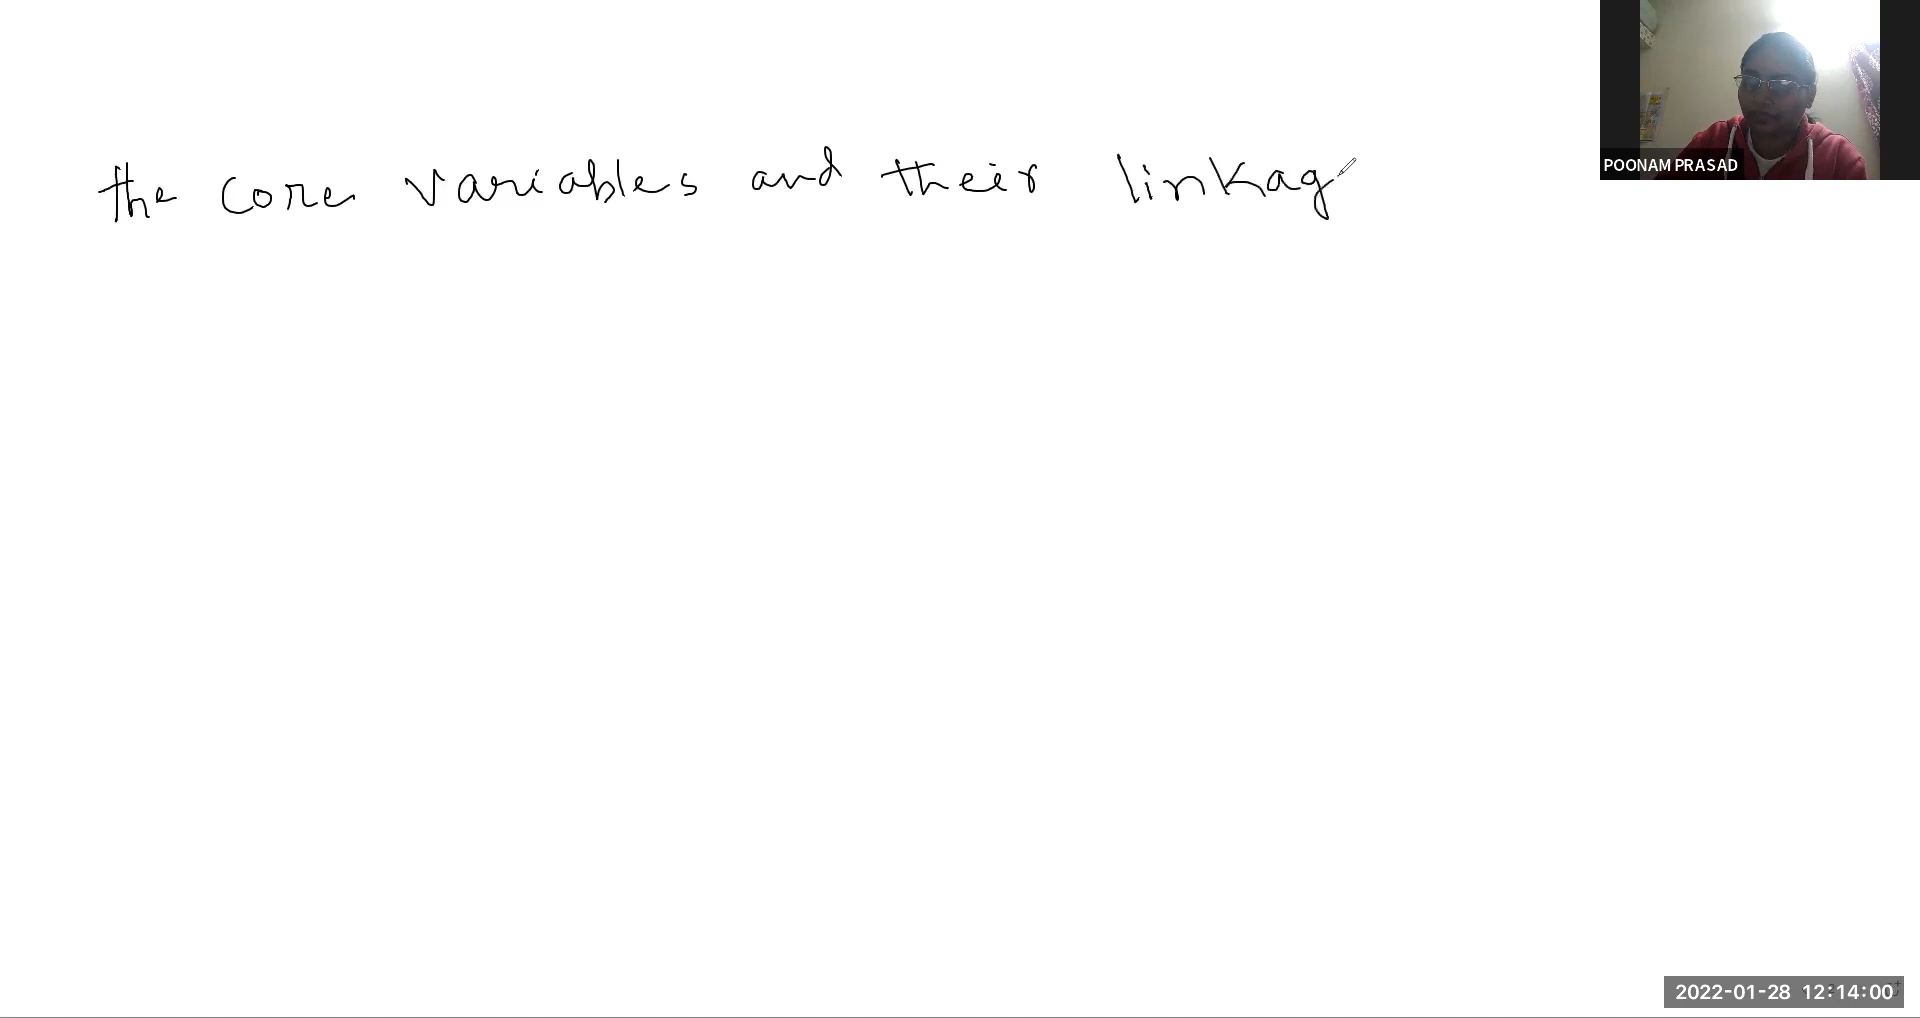 the core variables and their linkag
POONAM PRASAD
2022-01-28 12:14:00